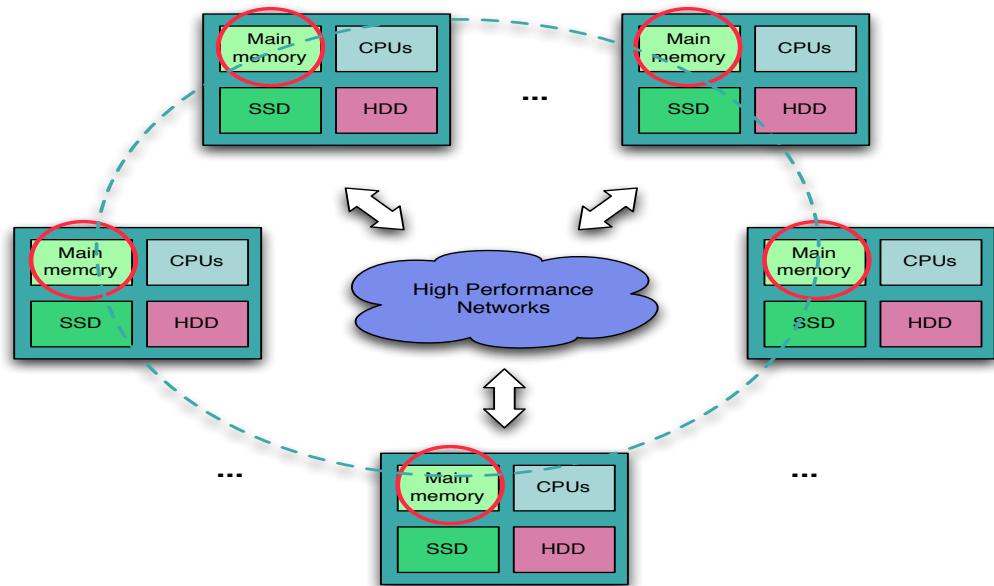 Main
memory
CPUs
SSD
HDD
...
Main
memory
CPUs
SSD
HDD
Main
memory
CPUs
SSD
HDD
High Performance
Networks
Main
memory
CPUs
SSD
HDD
...
Main
memory
CPUs
SSD
HDD
...